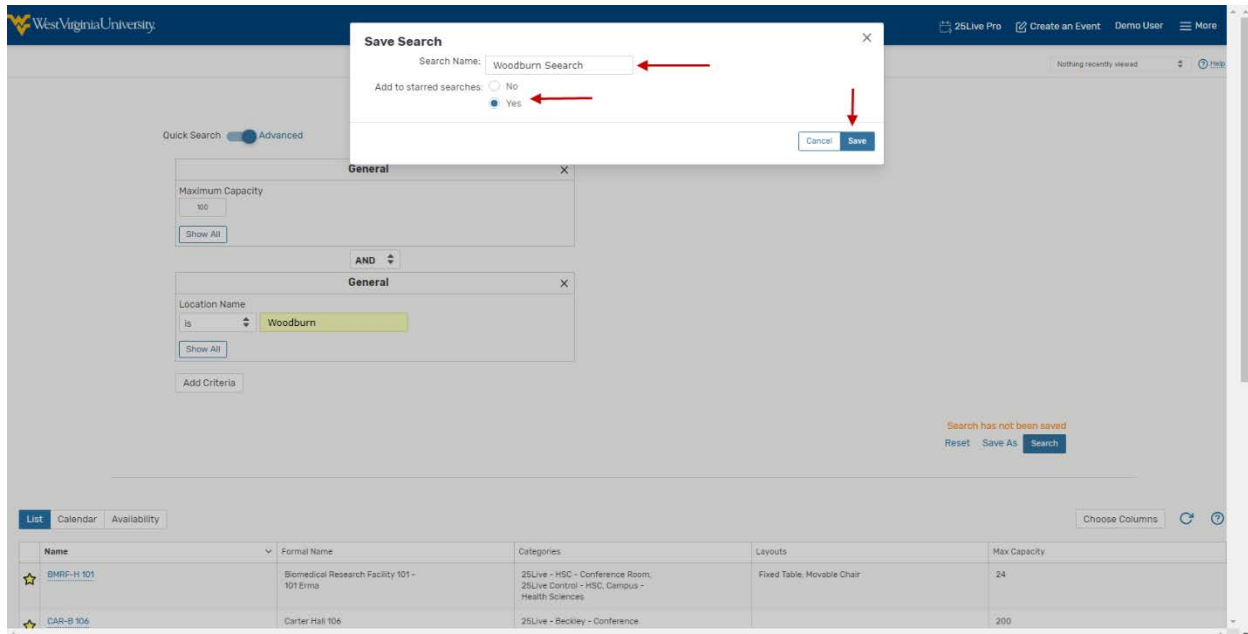 West Virginia University.
25Live Pro Create an Event Demo User More
Nothing recently viewed Help
Save Search
Search Name: Woodburn Seearch
Add to starred searches: No
Yes
Cancel Save
Quick Search Advanced
General
Maximum Capacity
100
Show All
AND
General
Location Name
is Woodburn
Show All
Add Criteria
Search has not been saved
Reset Save As Search
List Calendar Availability Choose Columns
Name Formal Name Categories Layouts Max Capacity
BMRF-H 101 Biomedical Research Facility 101 - 25Live - HSC - Conference Room, Fixed Table, Movable Chair 24
101 Erma 25Live Control - HSC, Campus -
Health Sciences
CAR-B 106 Carter Hall 106 25Live - Beckley - Conference 200